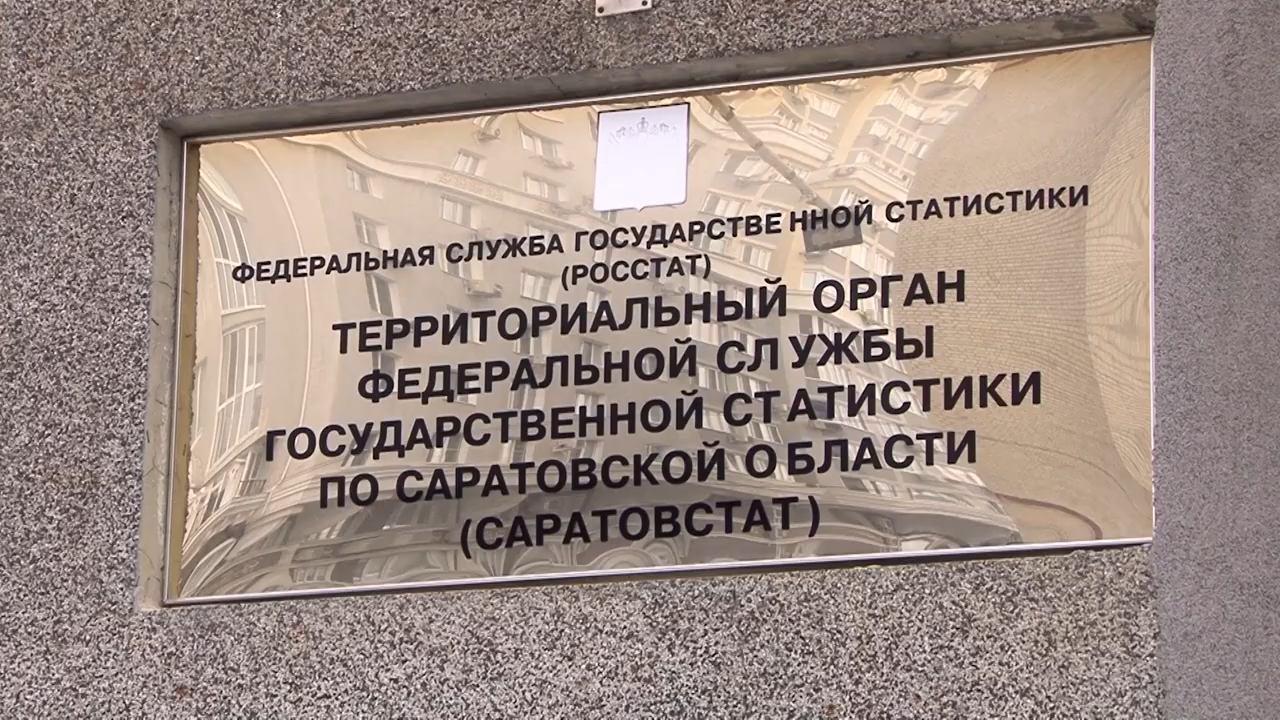 ФЕДЕРАЛЬНАЯ СЛУЖБА ГОСУДАРСТВЕННОЙ СТАТИСТИКИ
(РОССТАТ)
ТЕРРИТОРИАЛЬНЫЙ ОРГАН
ФЕДЕРАЛЬНОЙ СЛУЖБЫ
ГОСУДАРСТВЕННОЙ СТАТИСТИКИ
ПО САРАТОВСКОЙ ОБЛАСТИ
(САРАТОВСТАТ)